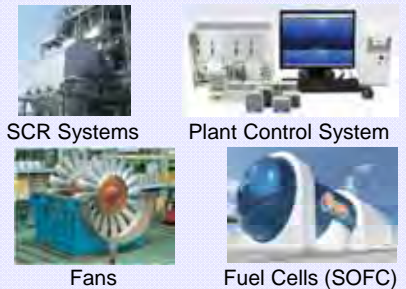 SCR Systems
Plant Control System
Fans
Fuel Cells (SOFC)